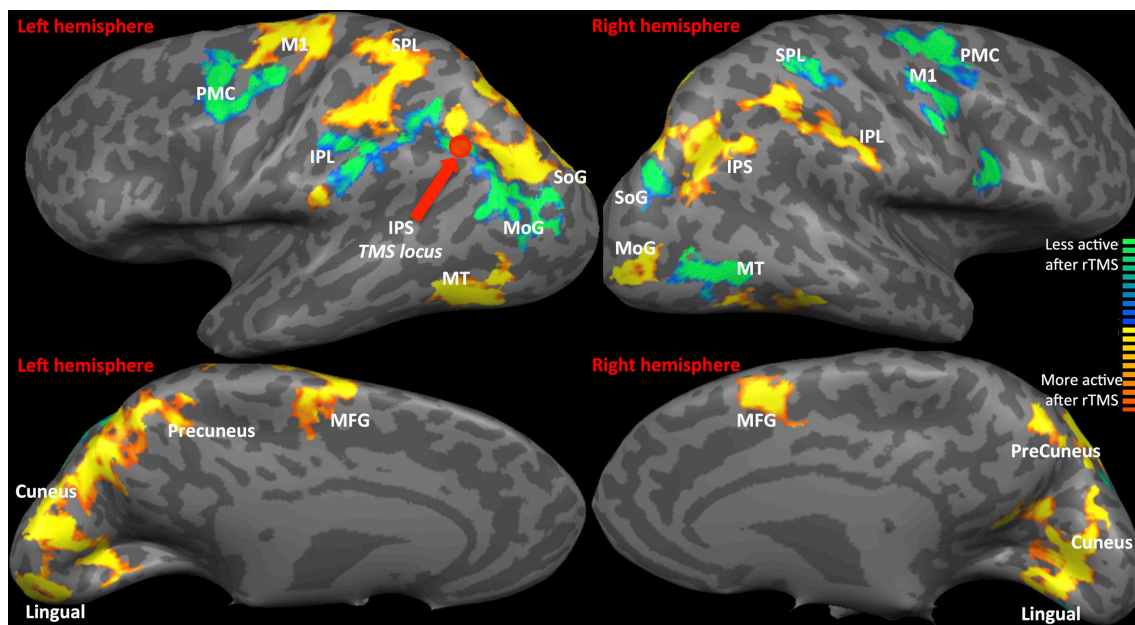 Left hemisphere
M1
SPL
PMC
IPL
SoG
IPS
TMS locus
MoG
MT
Right hemisphere
SPL
PMC
M1
IPL
IPS
SoG
MoG
MT
Less active
after rTMS
More active
after rTMS
Left hemisphere
Precuneus
MFG
Cuneus
Lingual
Right hemisphere
MFG
PreCuneus
Cuneus
Lingual